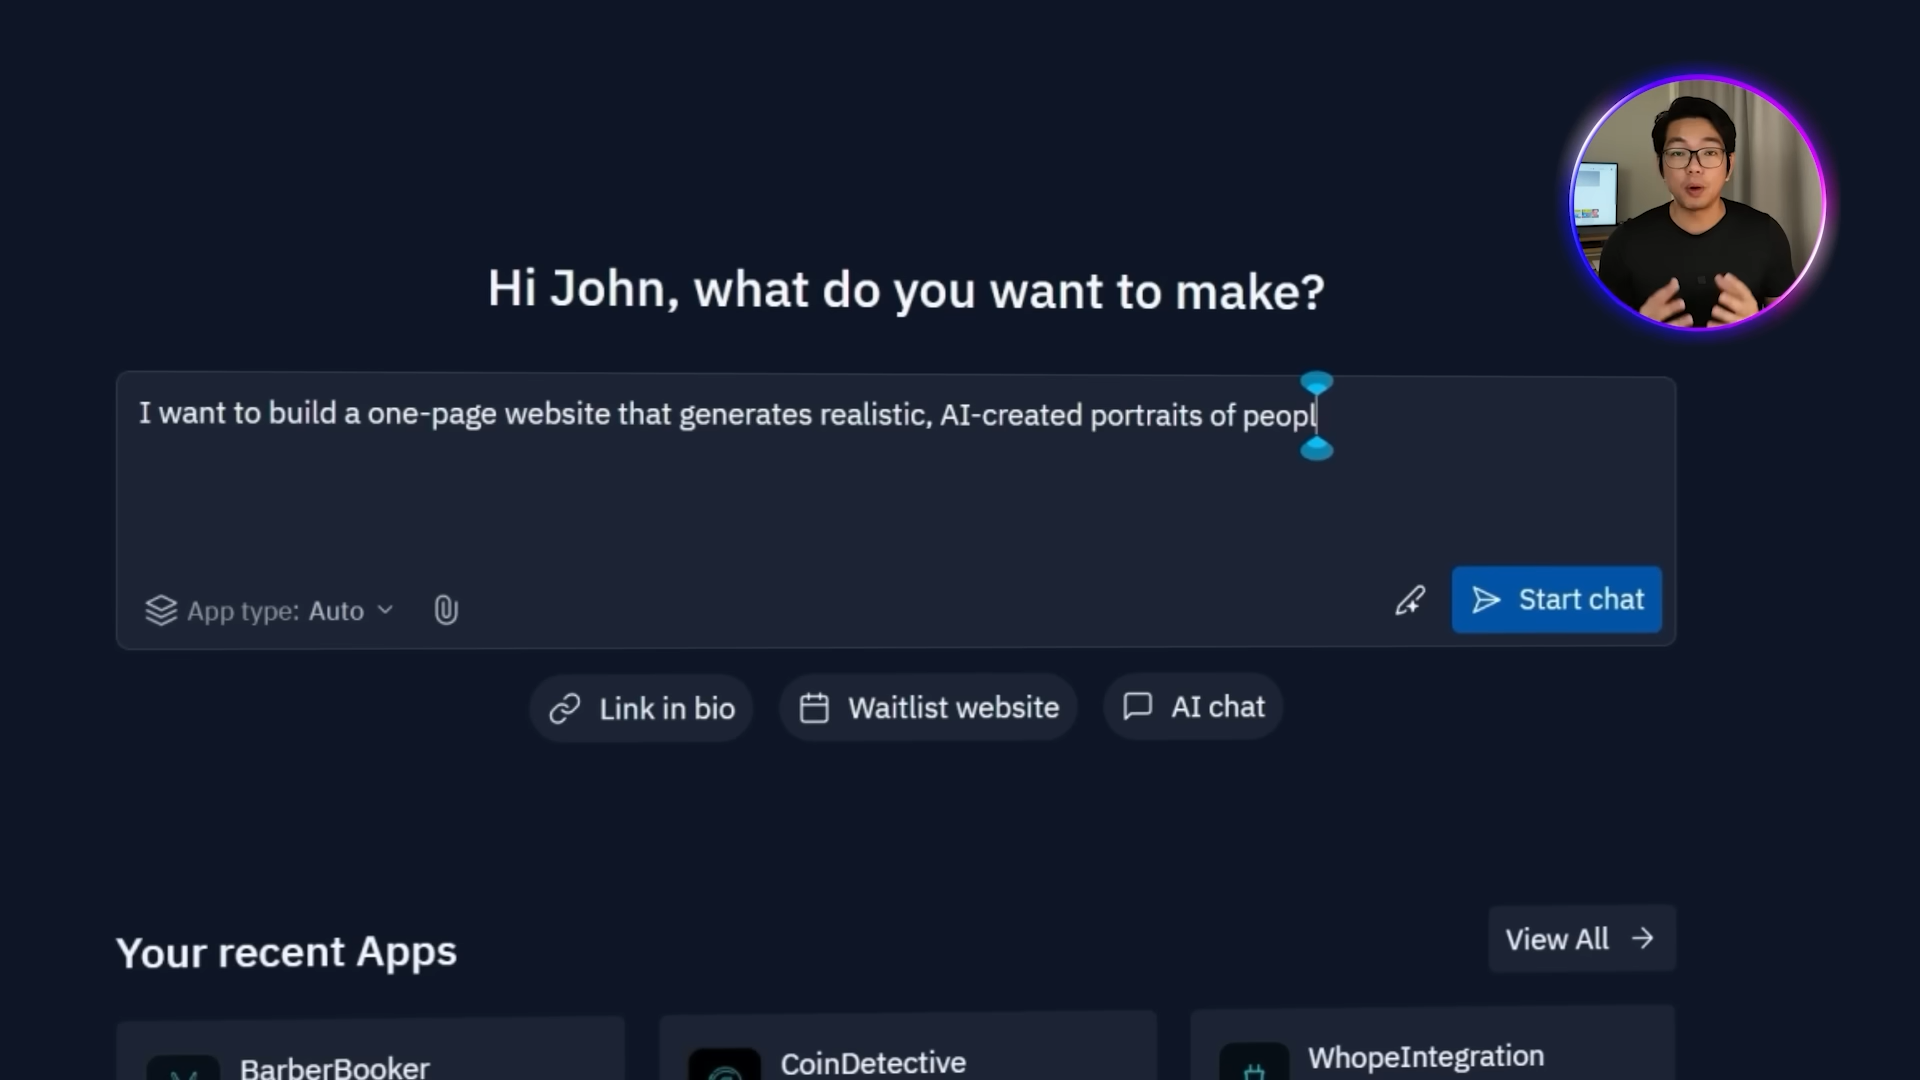 Hi John, what do you want to make?
I want to build a one-page website that generates realistic, AI-created portraits of peopl
App type: Auto
Start chat
Link in bio
Waitlist website
AI chat
Your recent Apps
View All
BarberBooker
CoinDetective
WhopeIntegration